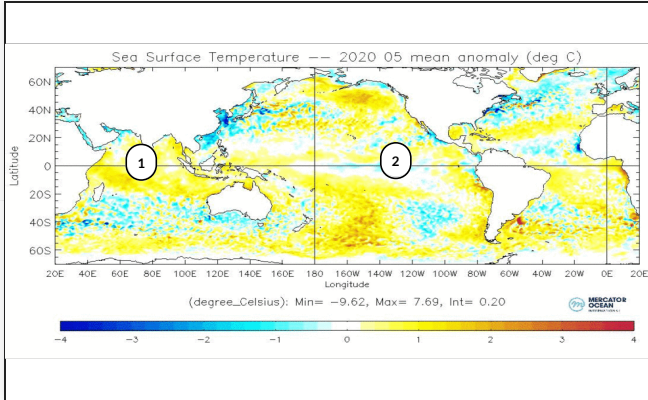 Sea Surface Temperature -- 2020 05 mean anomaly (deg C)
60N
40N
20N
0
20S
40S
60S
Latitude
1
2
20E 40E 60E 80E 100E 120E 140E 160E 180 160W 140W 120W 100W 80W 60W 40W 20W 0 20E
Longitude
(degree_Celsius): Min= -9.62, Max= 7.69, Int= 0.20
MERCATOR
OCEAN
-4 -3 -2 -1 0 1 2 3 4